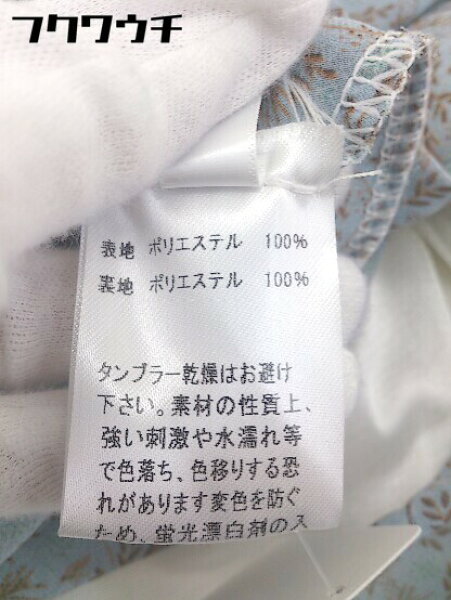 フクワウチ
表地 ポリエステル 100%
裏地 ポリエステル 100%
タンブラー乾燥はお避け
下さい。素材の性質上、
強い刺激や水濡れ等
で色落ち、色移りする恐
れがあります変色を防ぐ
ため、蛍光漂白剤の入